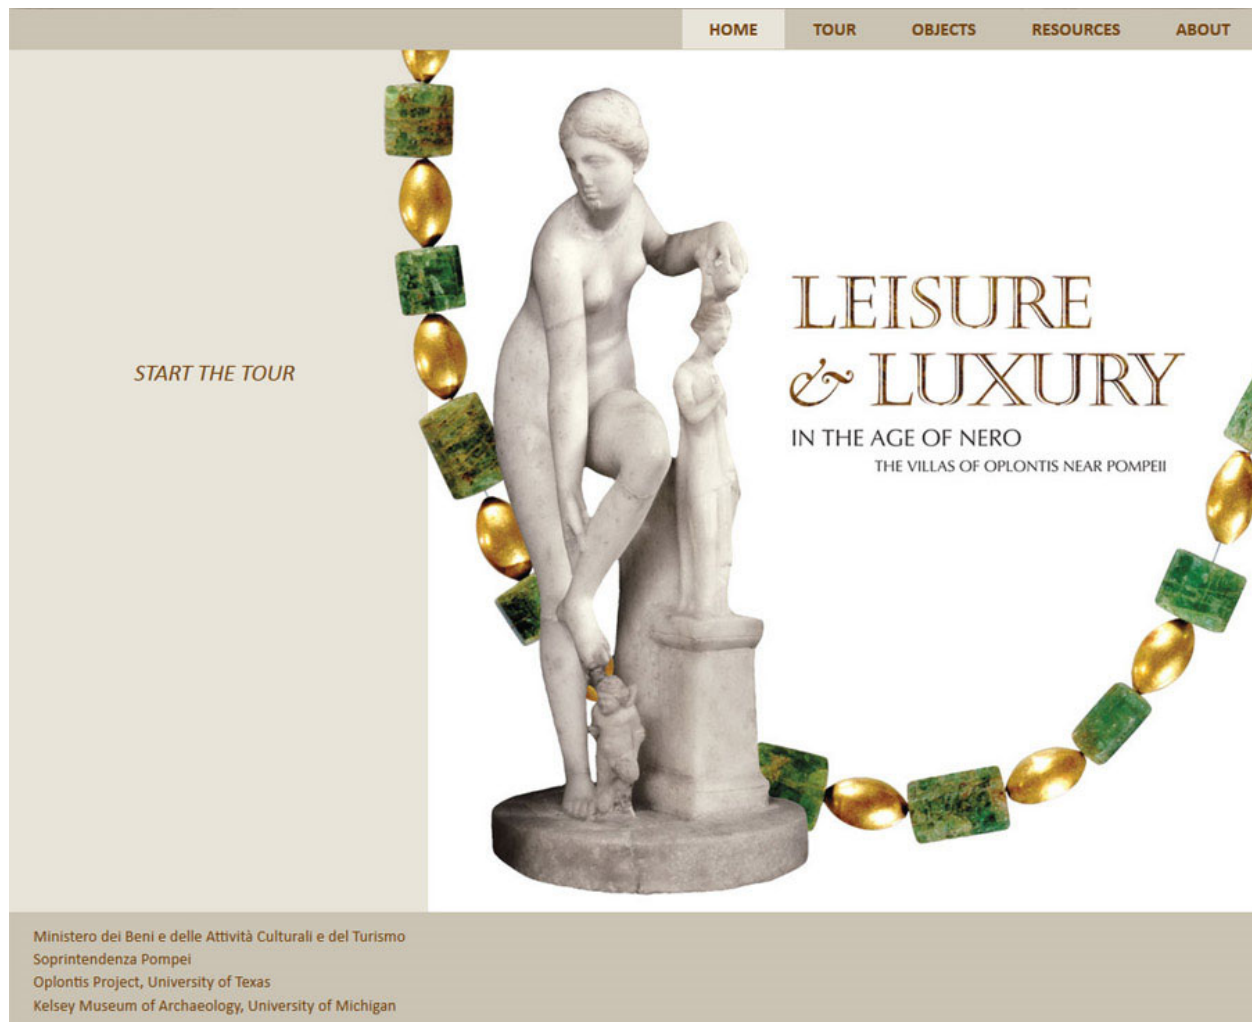 HOME TOUR OBJECTS RESOURCES ABOUT
START THE TOUR
LEISURE
& LUXURY
IN THE AGE OF NERO
THE VILLAS OF OPLONTIS NEAR POMPEII
Ministero dei Beni e delle Attività Culturali e del Turismo
Soprintendenza Pompei
Oplontis Project, University of Texas
Kelsey Museum of Archaeology, University of Michigan